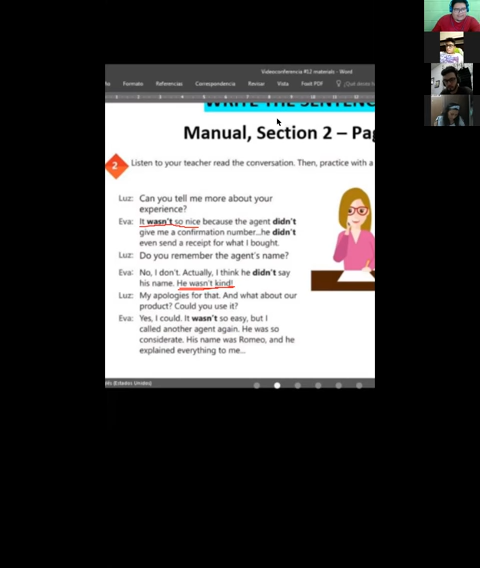 Videoconferencia #12 materials - Word
Formato Referencias Correspondencia Revisar Vista Foxit PDF
WRITE THE SENTENC
Manual, Section 2 – Pag
2 Listen to your teacher read the conversation. Then, practice with a
Luz: Can you tell me more about your
experience?
Eva: It wasn't so nice because the agent didn't
give me a confirmation number...he didn't
even send a receipt for what I bought.
Luz: Do you remember the agent's name?
Eva: No, I don't. Actually, I think he didn't say
his name. He wasn't kind!
Luz: My apologies for that. And what about our
product? Could you use it?
Eva: Yes, I could. It wasn't so easy, but I
called another agent again. He was so
considerate. His name was Romeo, and he
explained everything to me...
(Estados Unidos)